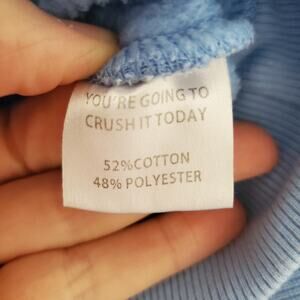 YOU'RE GOING TO
CRUSH IT TODAY
52%COTTON
48% POLYESTER